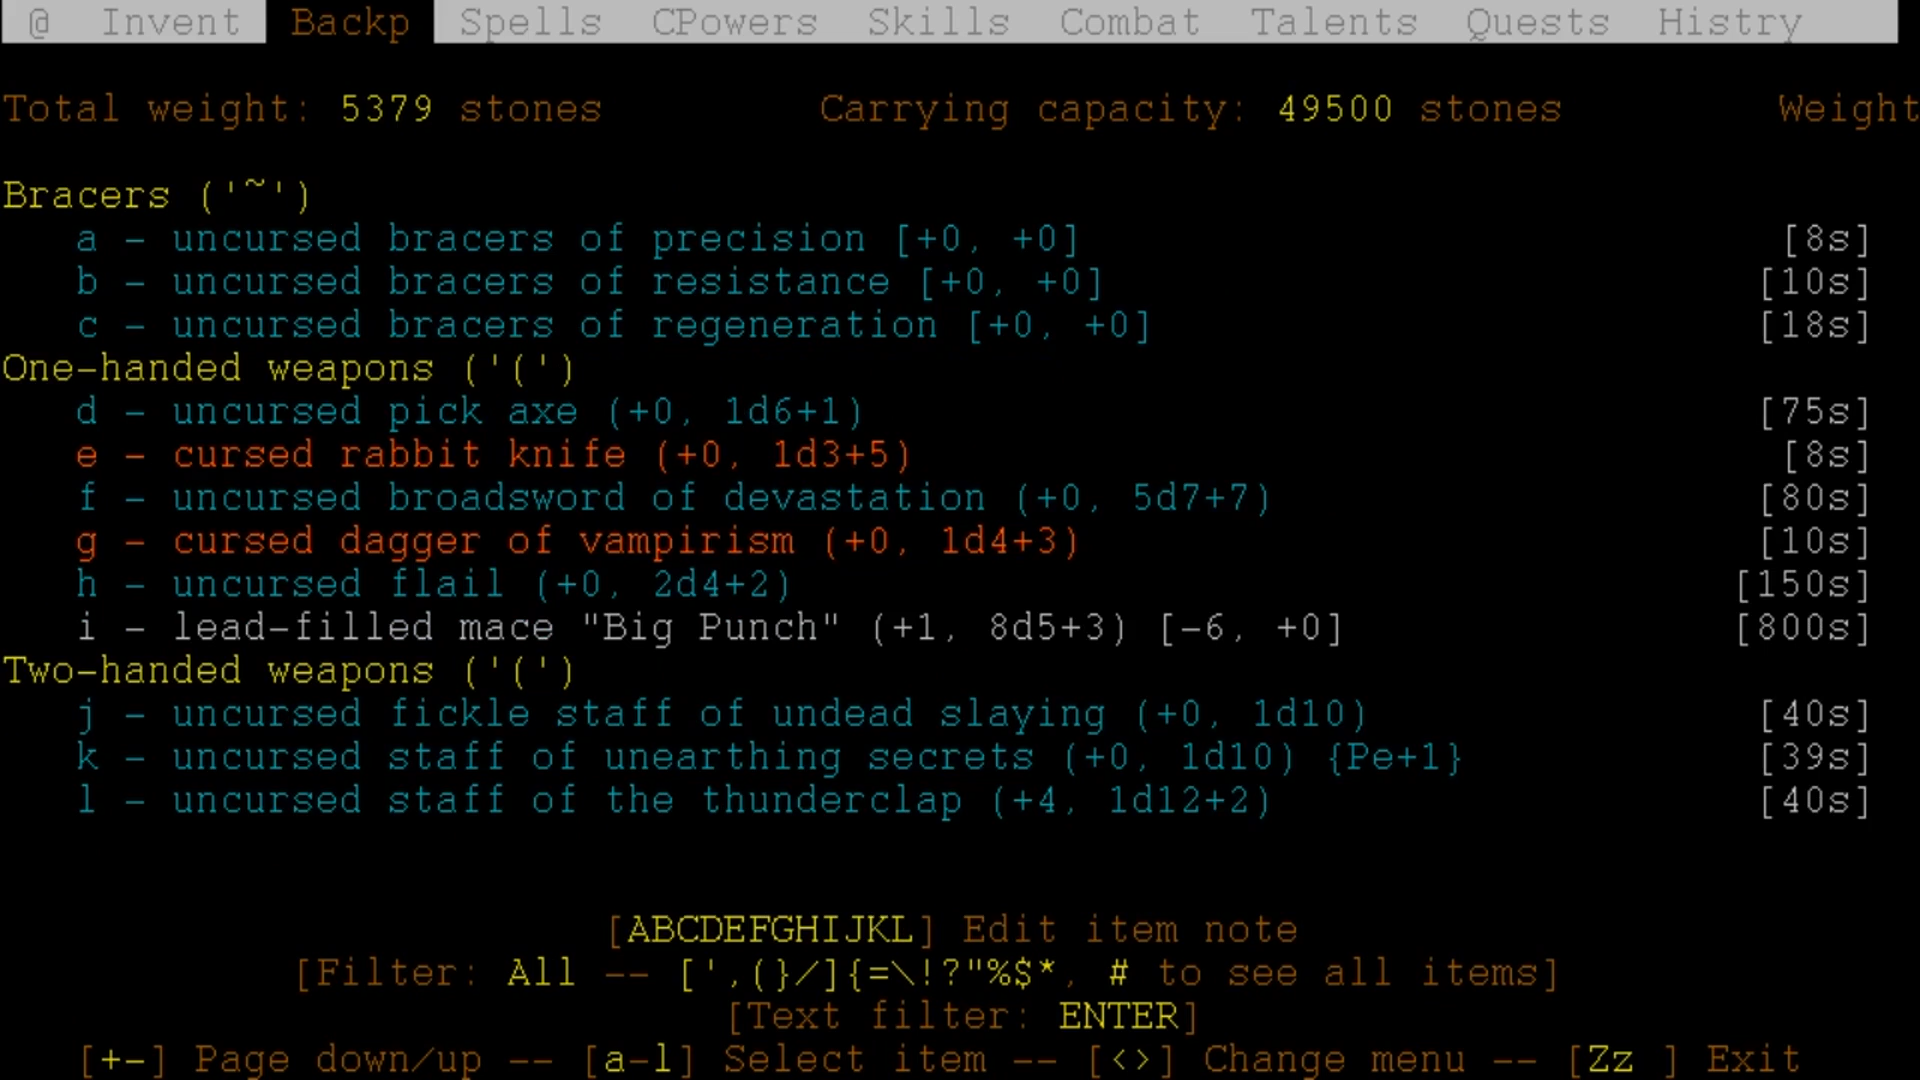 @ Invent Backp Spells CPowers Skills Combat Talents Quests Histry
Total weight: 5379 stones Carrying capacity: 49500 stones Weight
Bracers ('~')
a - uncursed bracers of precision [+0, +0] [8s]
b - uncursed bracers of resistance [+0, +0] [10s]
c - uncursed bracers of regeneration [+0, +0] [18s]
One-handed weapons ('(')
d - uncursed pick axe (+0, 1d6+1) [75s]
e - cursed rabbit knife (+0, 1d3+5) [8s]
f - uncursed broadsword of devastation (+0, 5d7+7) [80s]
g - cursed dagger of vampirism (+0, 1d4+3) [10s]
h - uncursed flail (+0, 2d4+2) [150s]
i - lead-filled mace "Big Punch" (+1, 8d5+3) [-6, +0] [800s]
Two-handed weapons ('(')
j - uncursed fickle staff of undead slaying (+0, 1d10) [40s]
k - uncursed staff of unearthing secrets (+0, 1d10) {Pe+1} [39s]
l - uncursed staff of the thunderclap (+4, 1d12+2) [40s]
[ABCDEFGHIJKL] Edit item note
[Filter: All -- [',(}/]{=\!?"%$*, # to see all items]
[Text filter: ENTER]
[+-] Page down/up -- [a-l] Select item -- [<>] Change menu -- [Zz ] Exit